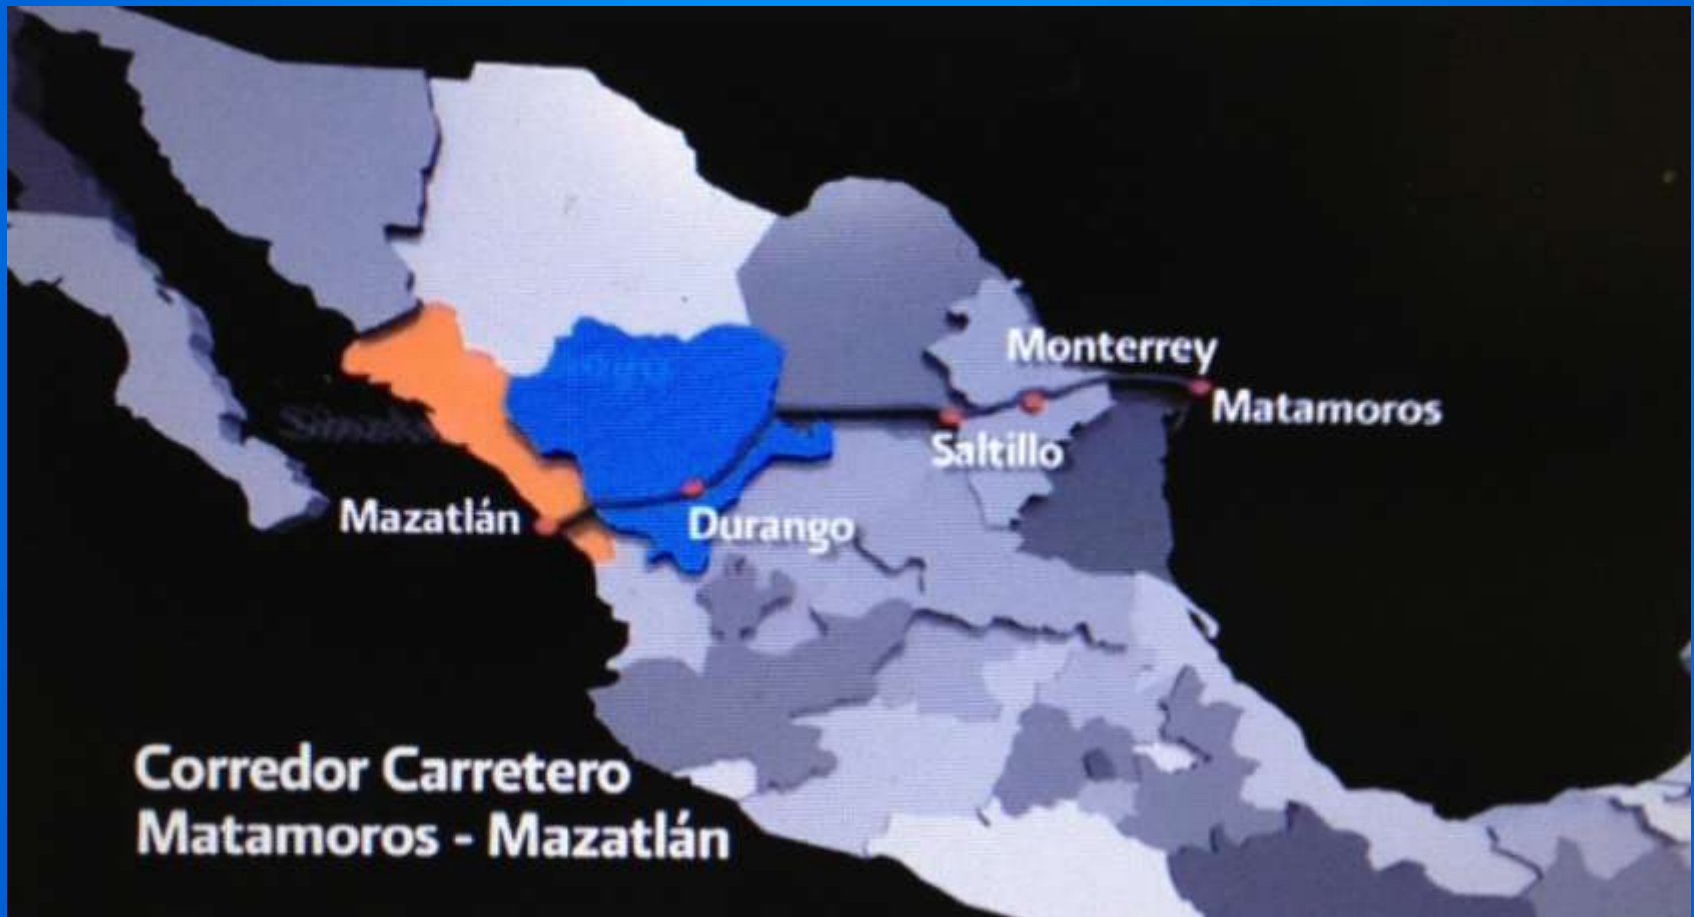 Monterrey
Matamoros
Saltillo
Mazatlán
Durango
Corredor Carretero
Matamoros - Mazatlán